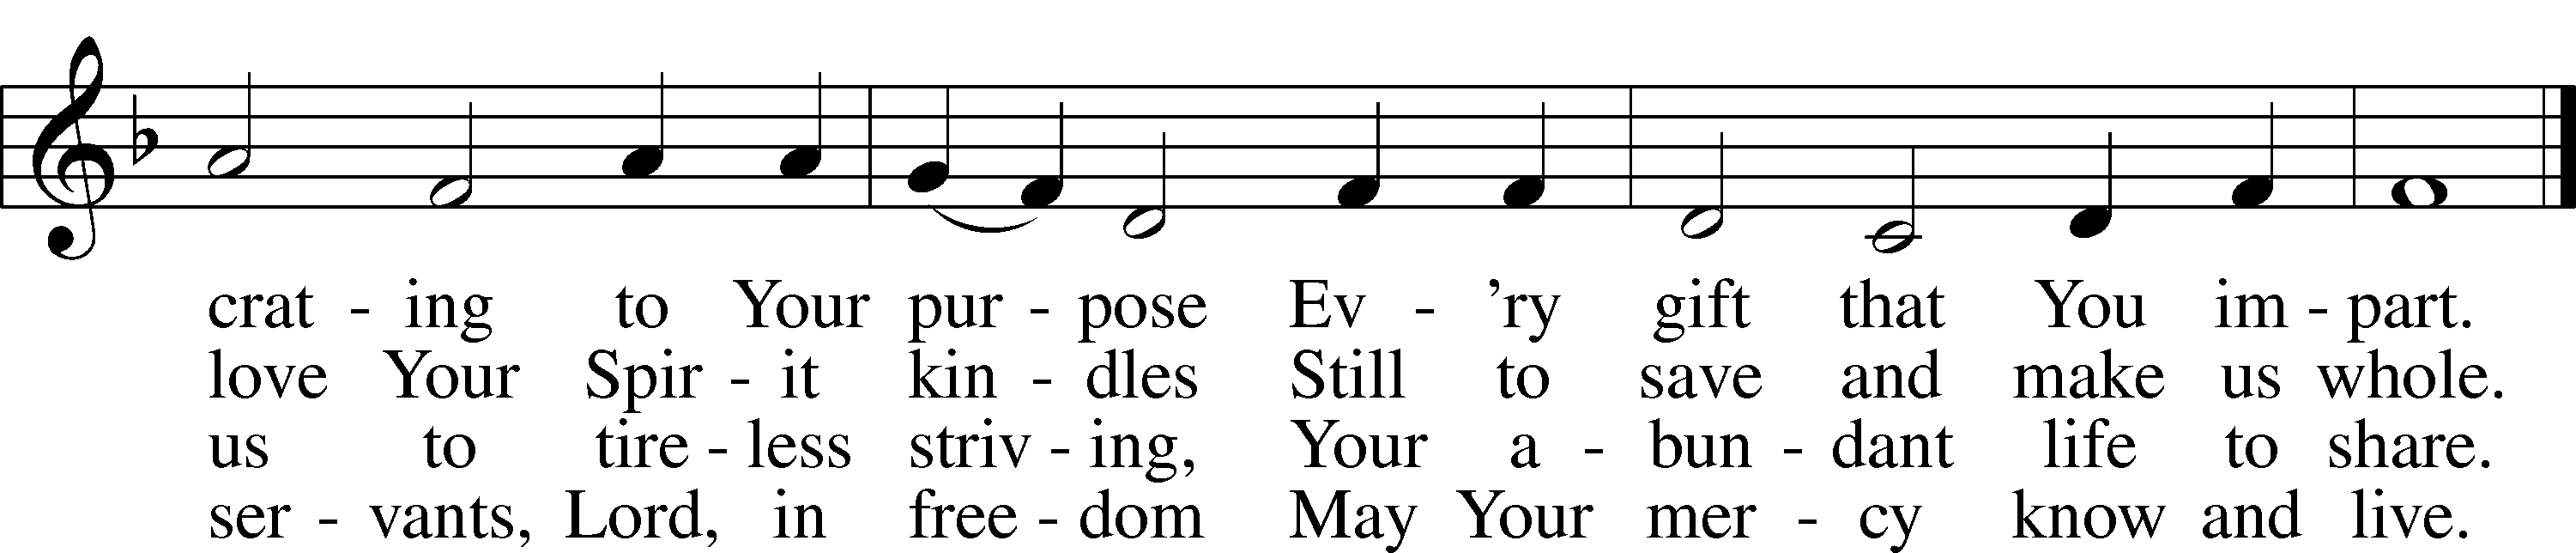 crat - ing to Your pur - pose Ev - ’ry gift that You im - part.
love Your Spir - it kin - dles Still to save and make us whole.
us to tire - less striv - ing, Your a - bun - dant life to share.
ser - vants, Lord, in free - dom May Your mer - cy know and live.